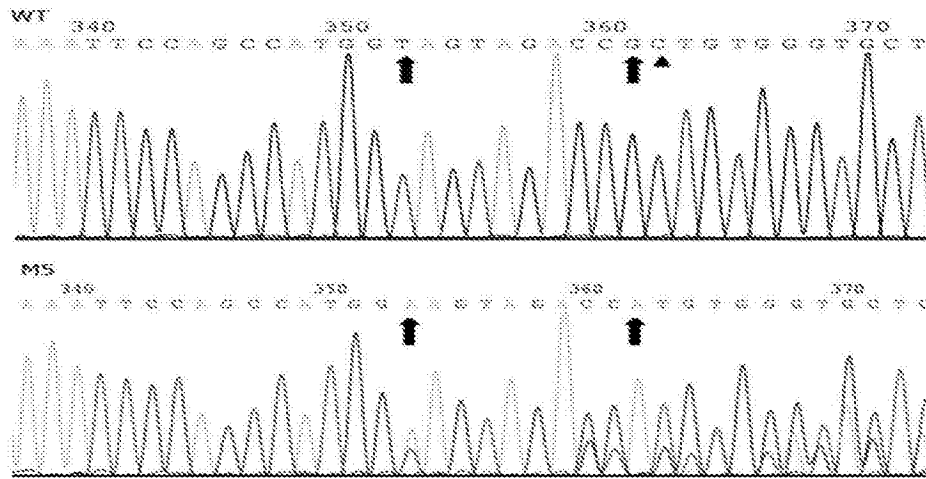 WT
340 350 360 370
A A A T T C C A G C C A T G G T A G T A G A C C G C T G T G G G T G C T
MS
340 350 360 370
A A A T T C C A G C C A T G G A A G T A G A C C A T G T G G G T G C T